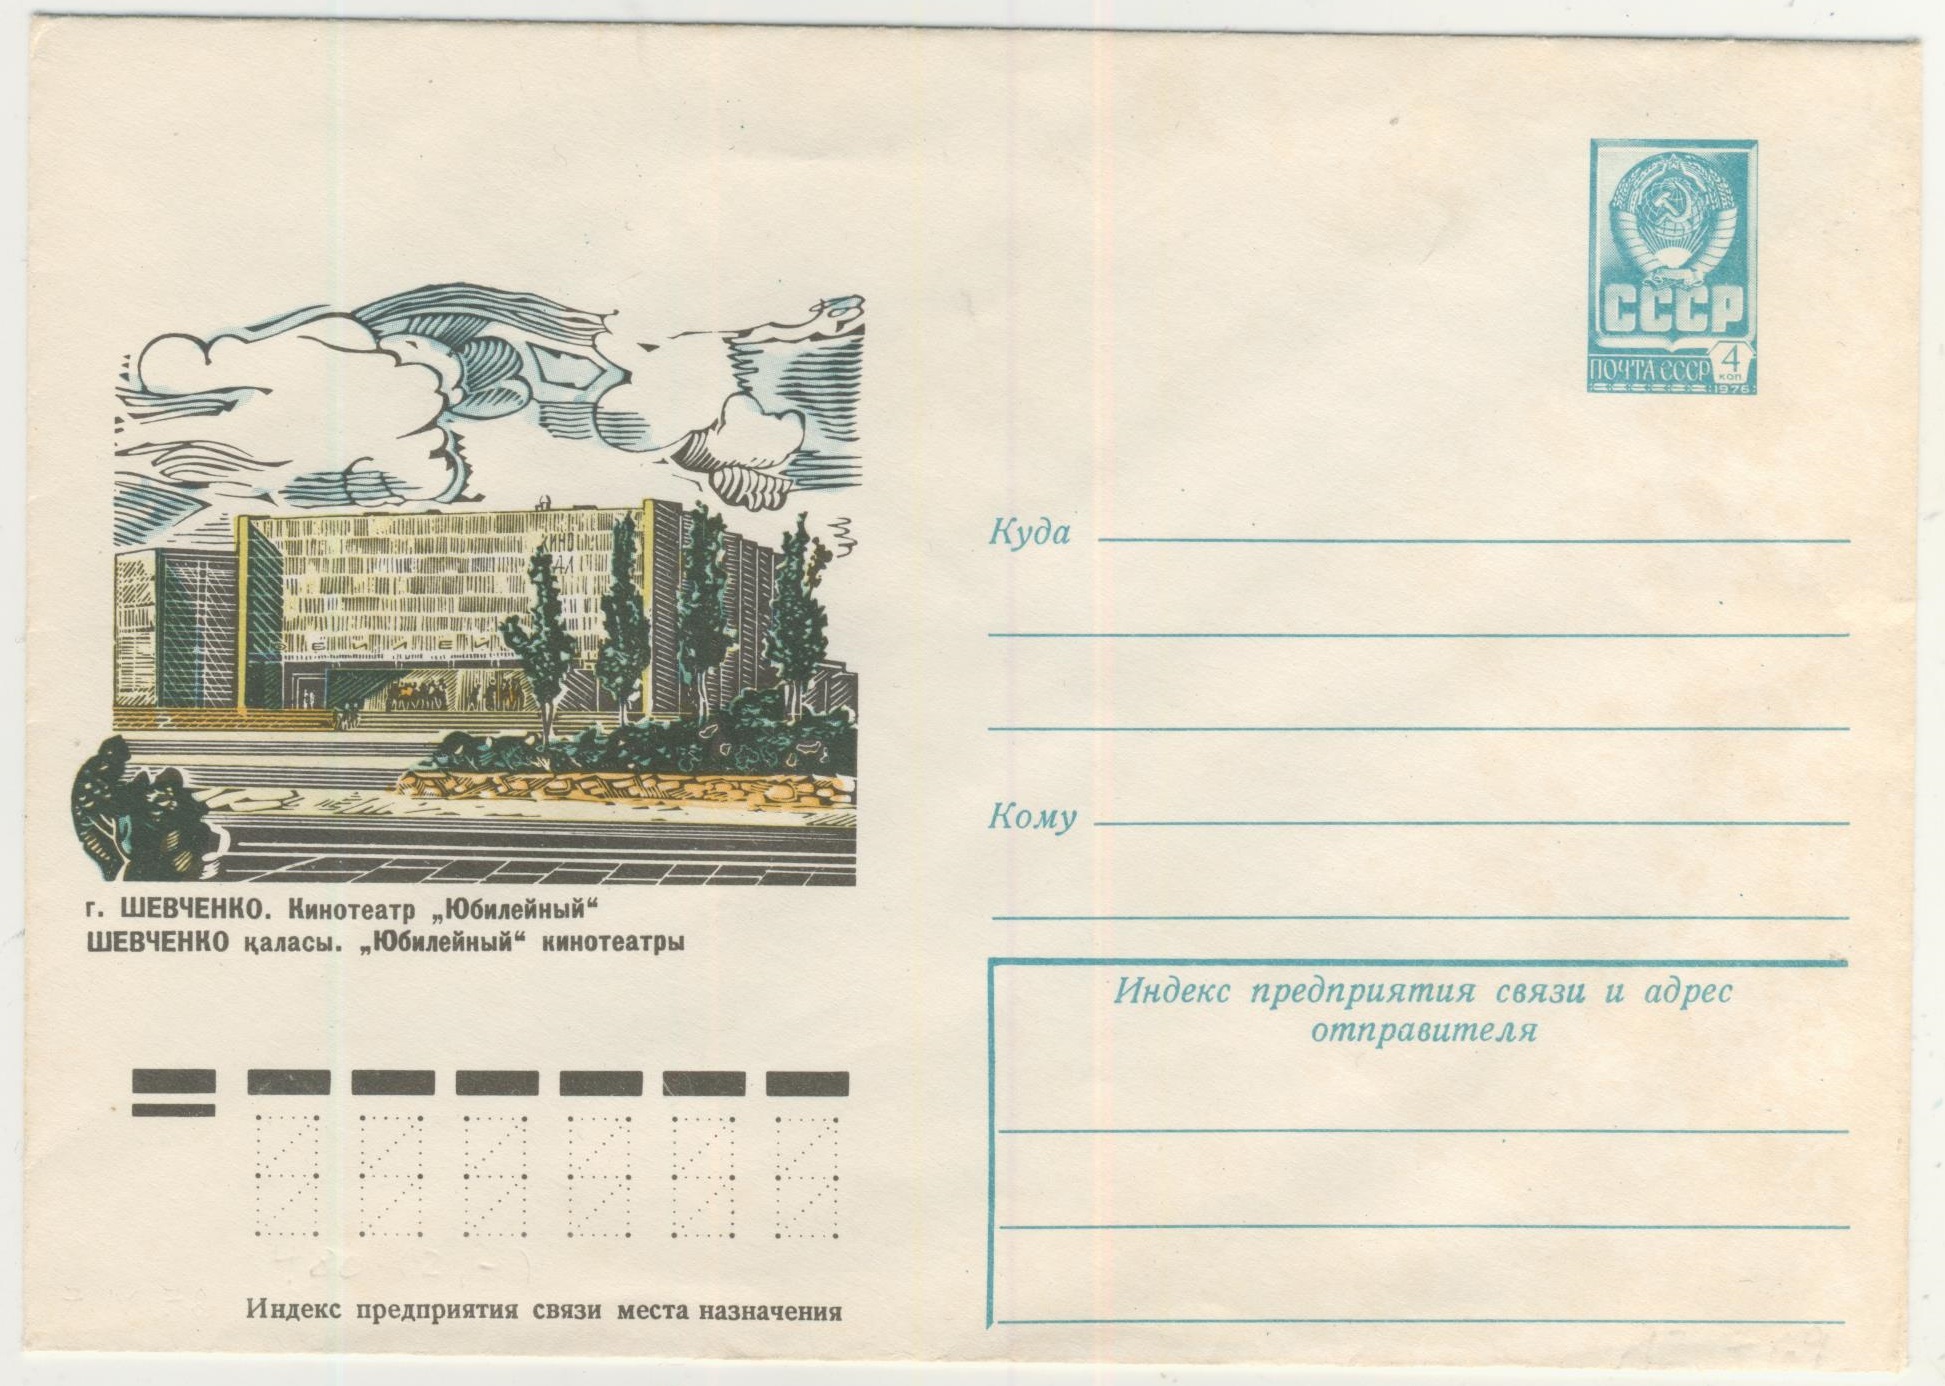 СССР
ПОЧТА СССР 4
КОП.
1976
КИНО
г. ШЕВЧЕНКО. Кинотеатр „Юбилейный“
ШЕВЧЕНКО қаласы. „Юбилейный“ кинотеатры
Куда
Кому
Индекс предприятия связи и адрес
отправителя
Индекс предприятия связи места назначения